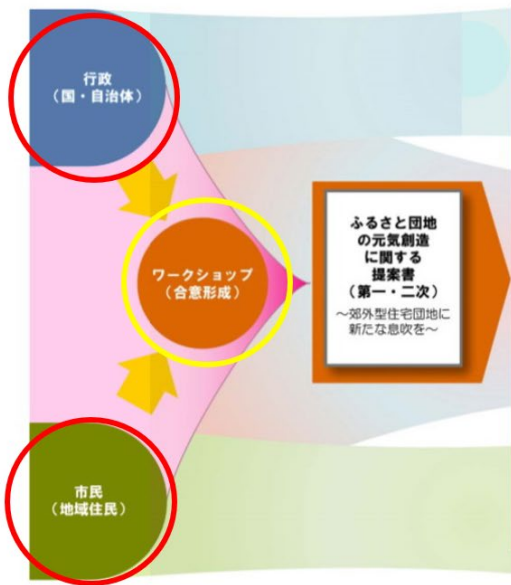 行政
（国・自治体）
ワークショップ
（合意形成）
ふるさと団地
の元気創造
に関する
提案書
（第一・二次）
～郊外型住宅団地に
新たな息吹を～
市民
（地域住民）